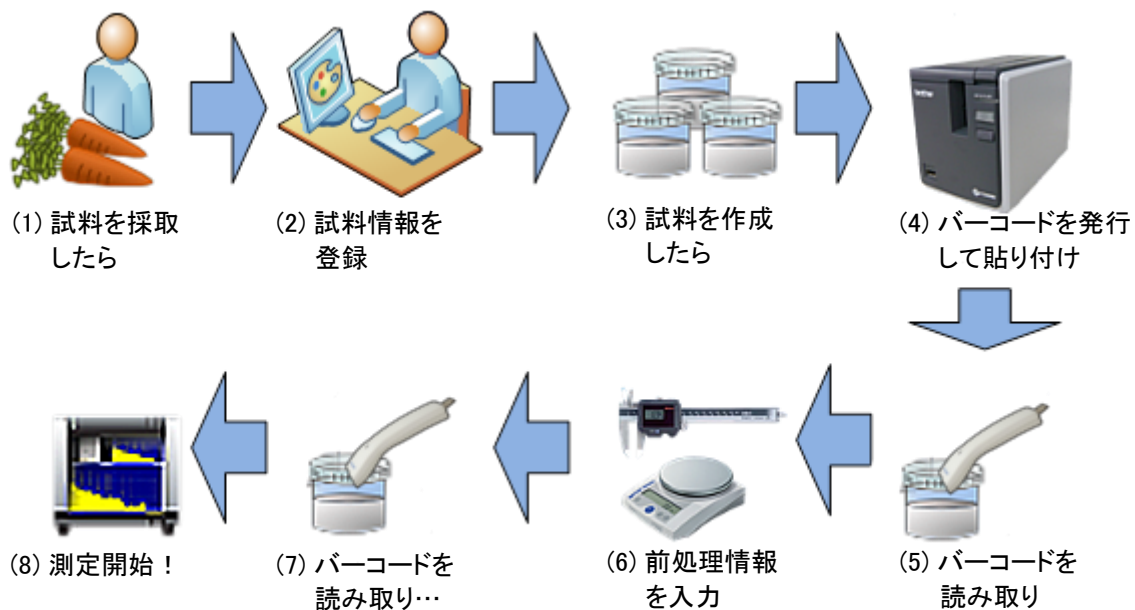 (1) 試料を採取
したら
(2) 試料情報を
登録
(3) 試料を作成
したら
(4) バーコードを発行
して貼り付け
brother
(8) 測定開始！
(7) バーコードを
読み取り…
(6) 前処理情報
を入力
(5) バーコードを
読み取り